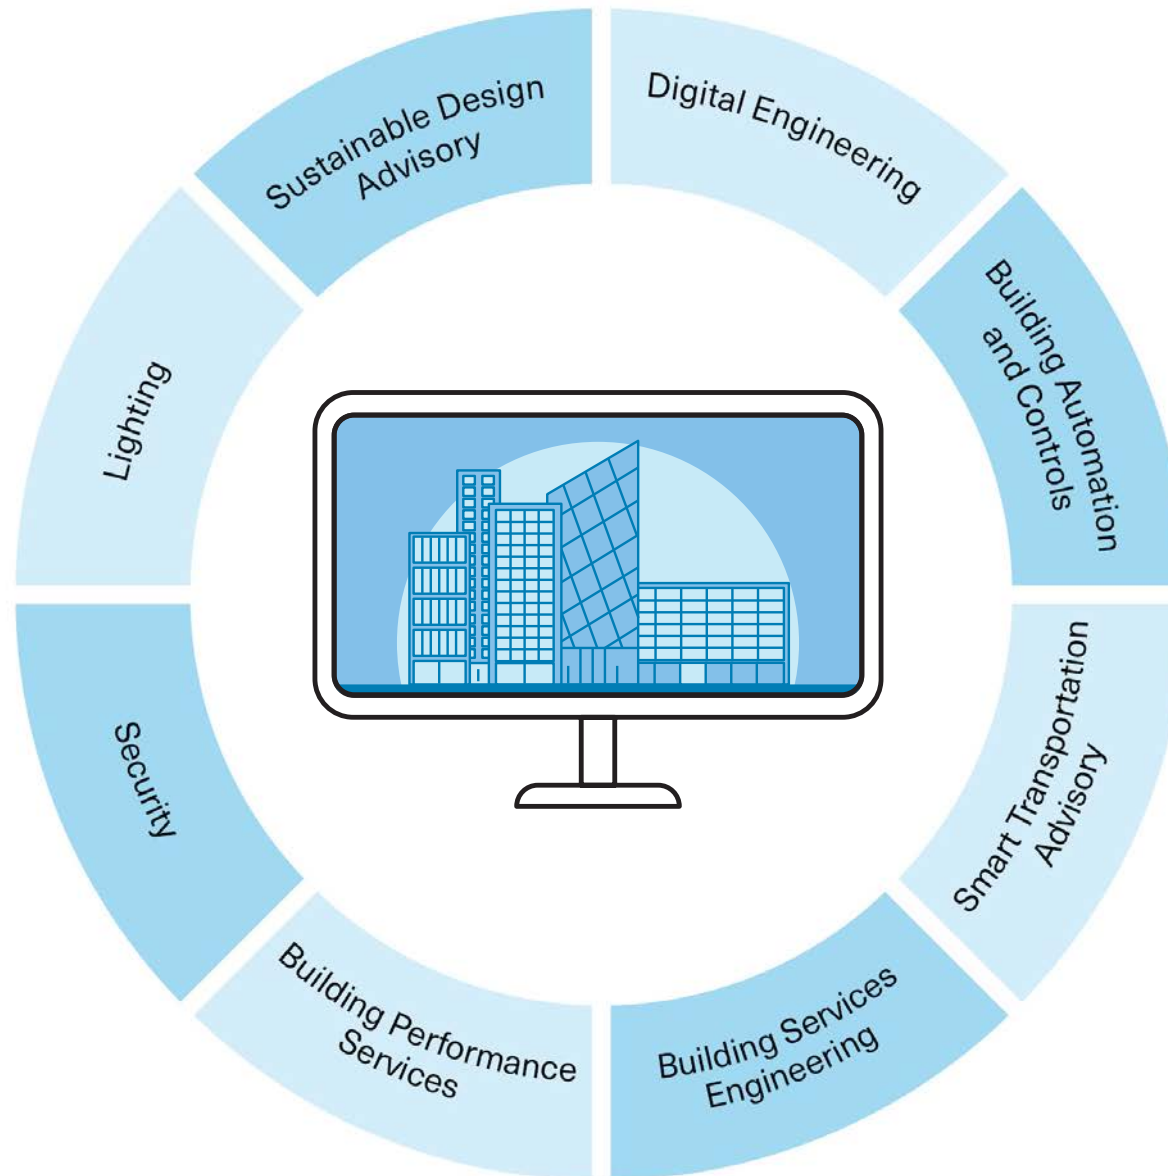 Digital Engineering
Building Automation
and Controls
Smart Transportation
Advisory
Building Services
Engineering
Building Performance
Services
Security
Lighting
Sustainable Design
Advisory